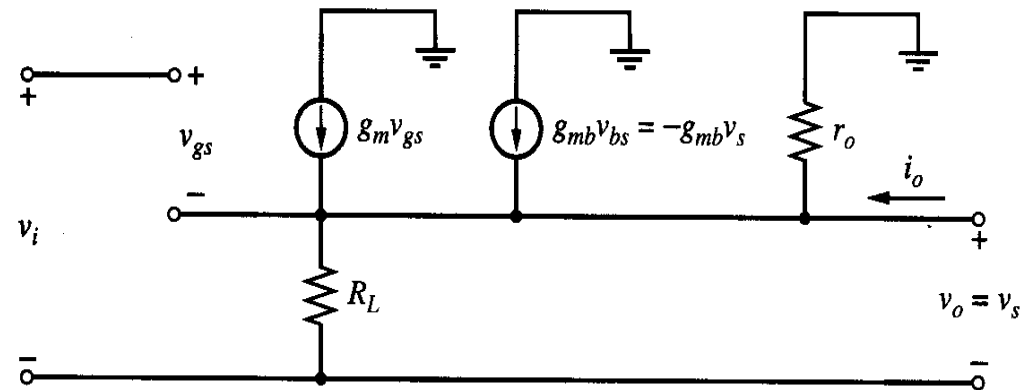 +
+
v_gs
g_m v_gs
g_mb v_bs = -g_mb v_s
r_o
i_o
−
v_i
+
R_L
v_o = v_s
−
−